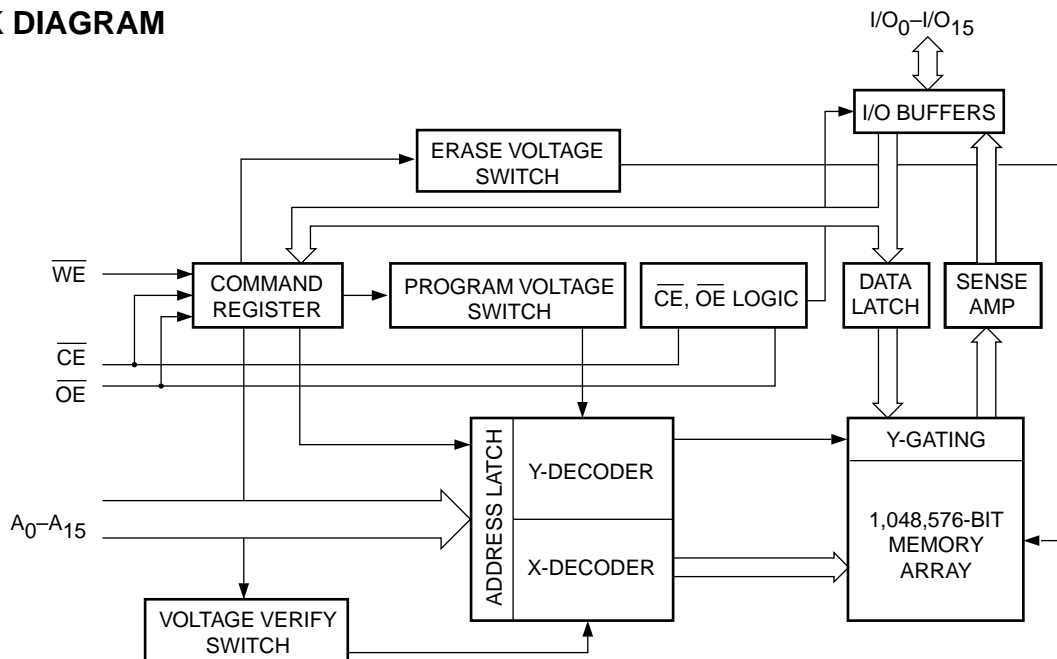 K DIAGRAM
I/O0–I/O15
I/O BUFFERS
ERASE VOLTAGE
SWITCH
WE
COMMAND
REGISTER
PROGRAM VOLTAGE
SWITCH
CE, OE LOGIC
DATA
LATCH
SENSE
AMP
CE
OE
ADDRESS LATCH
Y-DECODER
X-DECODER
Y-GATING
1,048,576-BIT
MEMORY
ARRAY
A0–A15
VOLTAGE VERIFY
SWITCH